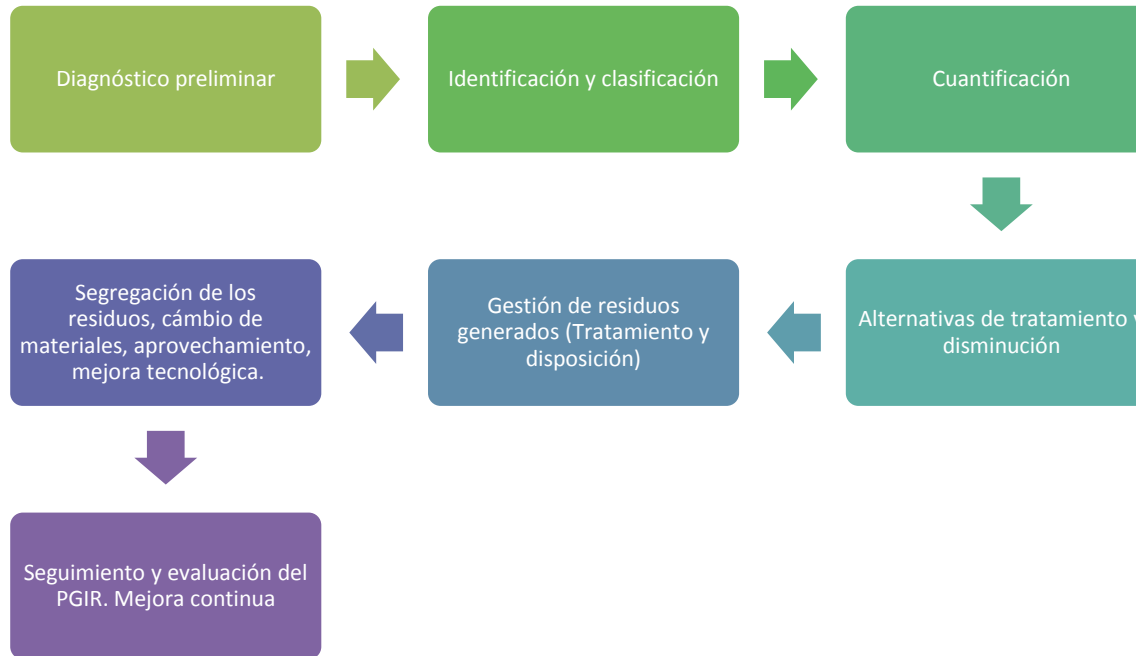 Diagnóstico preliminar
Identificación y clasificación
Cuantificación
Alternativas de tratamiento y
disminución
Gestión de residuos
generados (Tratamiento y
disposición)
Segregación de los
residuos, cámbio de
materiales, aprovechamiento,
mejora tecnológica.
Seguimiento y evaluación del
PGIR. Mejora continua